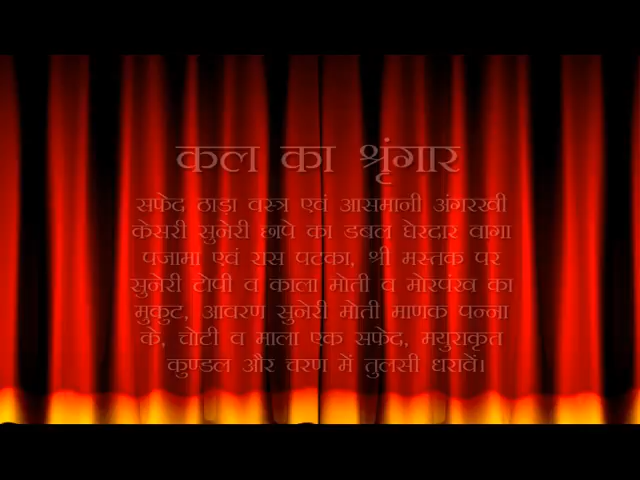 कल का श्रृंगार
सफेद ठाडा वस्त्र एवं आसमानी अंगरखी
केसरी सुनेरी छापे का डबल घेरदार वागा
पजामा एवं रास पटका, श्री मस्तक पर
सुनेरी टोपी व काला मोती व मोरपंख का
मुकुट, आवरण सुनेरी मोती माणक पन्ना
के, चोटी व माला एक सफेद, मयुराकृत
कुण्डल और चरण में तुलसी धरावें।